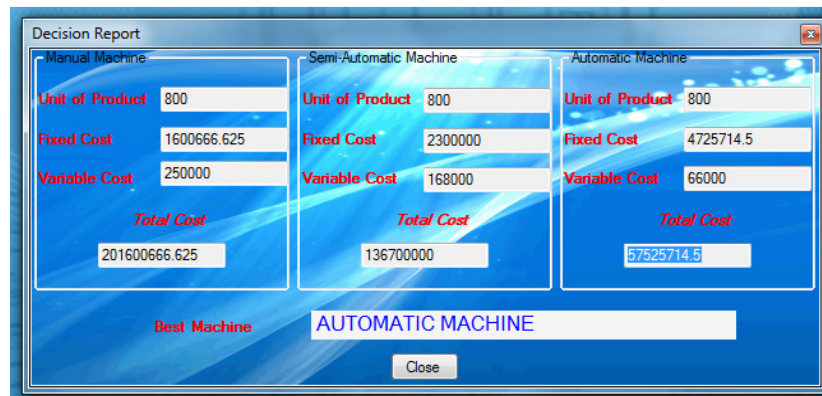 Decision Report
Manual Machine
Unit of Product 800
Fixed Cost 1600666.625
Variable Cost 250000
Total Cost
201600666.625
Semi-Automatic Machine
Unit of Product 800
Fixed Cost 2300000
Variable Cost 168000
Total Cost
136700000
Automatic Machine
Unit of Product 800
Fixed Cost 4725714.5
Variable Cost 66000
Total Cost
57525714.5
Best Machine AUTOMATIC MACHINE
Close